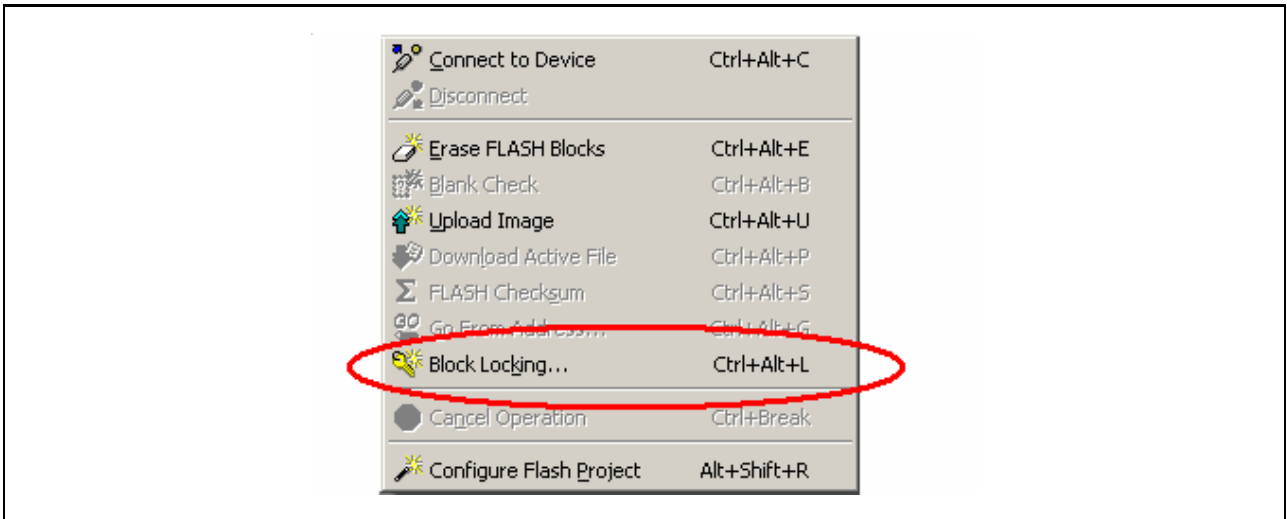 Connect to Device Ctrl+Alt+C
Disconnect
Erase FLASH Blocks Ctrl+Alt+E
Blank Check Ctrl+Alt+B
Upload Image Ctrl+Alt+U
Download Active File Ctrl+Alt+P
Σ FLASH Checksum Ctrl+Alt+S
GO Go From Address... Ctrl+Alt+G
Block Locking... Ctrl+Alt+L
Cancel Operation Ctrl+Break
Configure Flash Project Alt+Shift+R